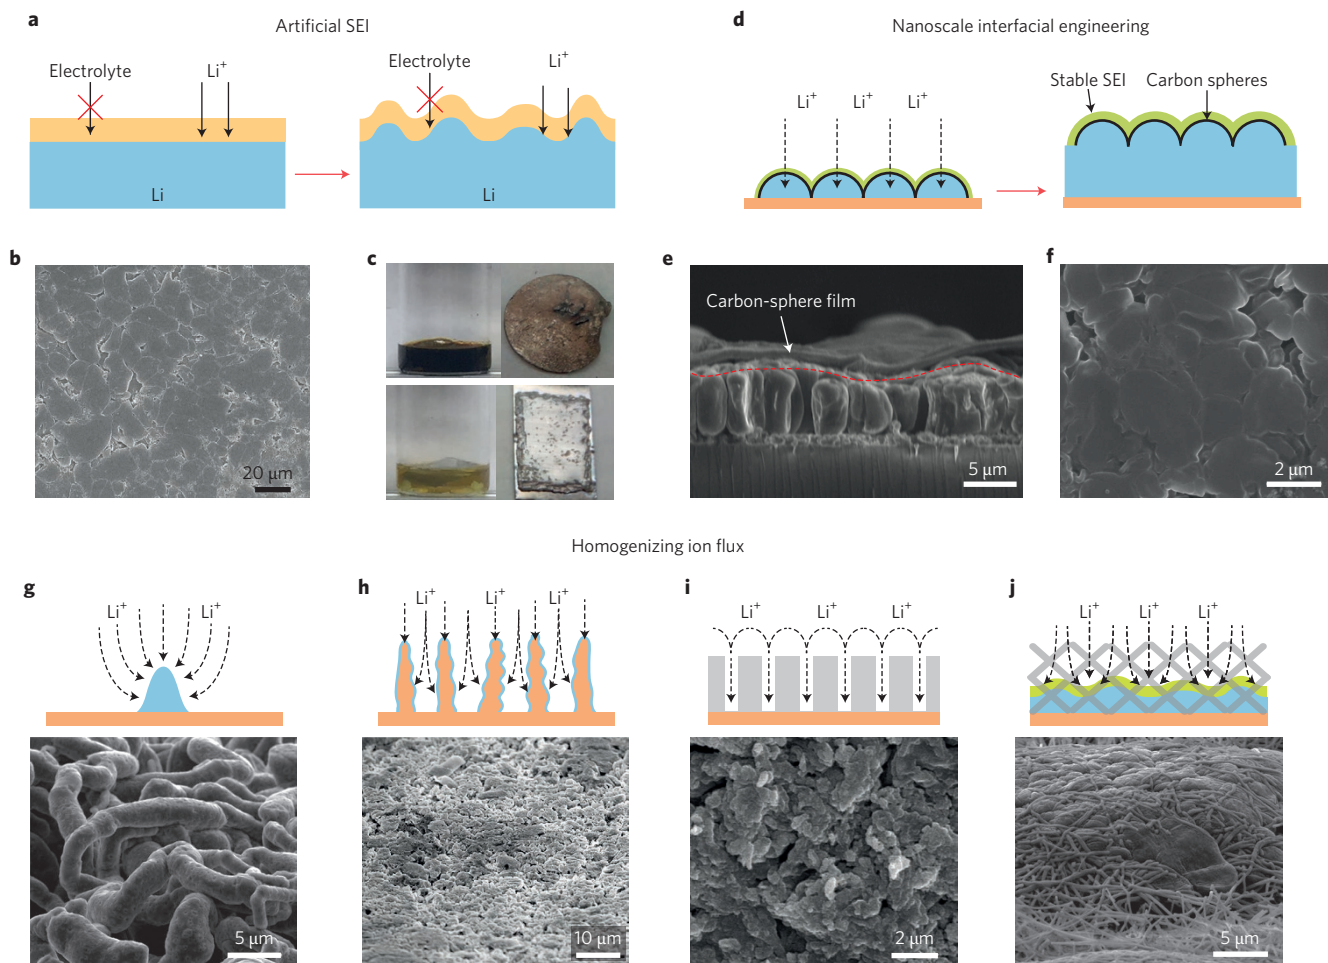 a
Artificial SEI
Electrolyte
Li⁺
Li
Electrolyte
Li⁺
Li
d
Nanoscale interfacial engineering
Li⁺ Li⁺ Li⁺
Stable SEI
Carbon spheres
b
20 μm
c
e
Carbon-sphere film
5 μm
f
2 μm
Homogenizing ion flux
g
Li⁺ Li⁺
5 μm
h
Li⁺ Li⁺ Li⁺
10 μm
i
Li⁺ Li⁺ Li⁺
2 μm
j
Li⁺ Li⁺ Li⁺
5 μm